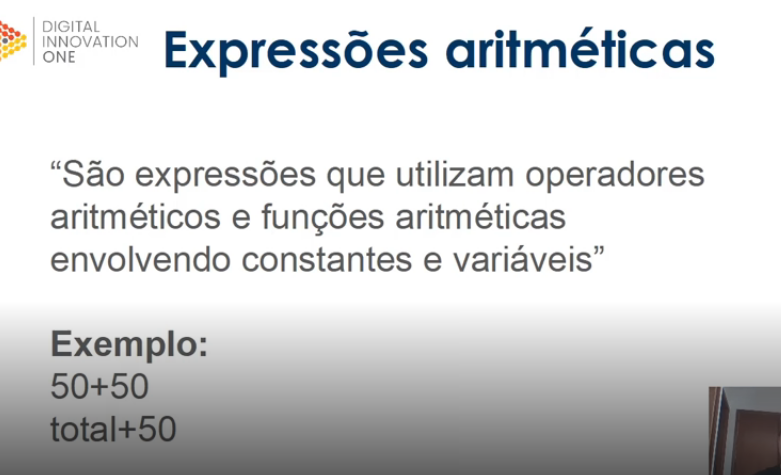 DIGITAL
INNOVATION
ONE
Expressões aritméticas
“São expressões que utilizam operadores
aritméticos e funções aritméticas
envolvendo constantes e variáveis”
Exemplo:
50+50
total+50